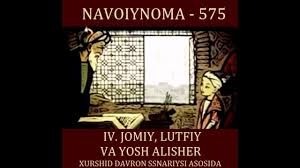 NAVOIYNOMA - 575
IV. JOMIY, LUTFIY
VA YOSH ALISHER
XURSHID DAVRON SSNARIYSI ASOSIDA